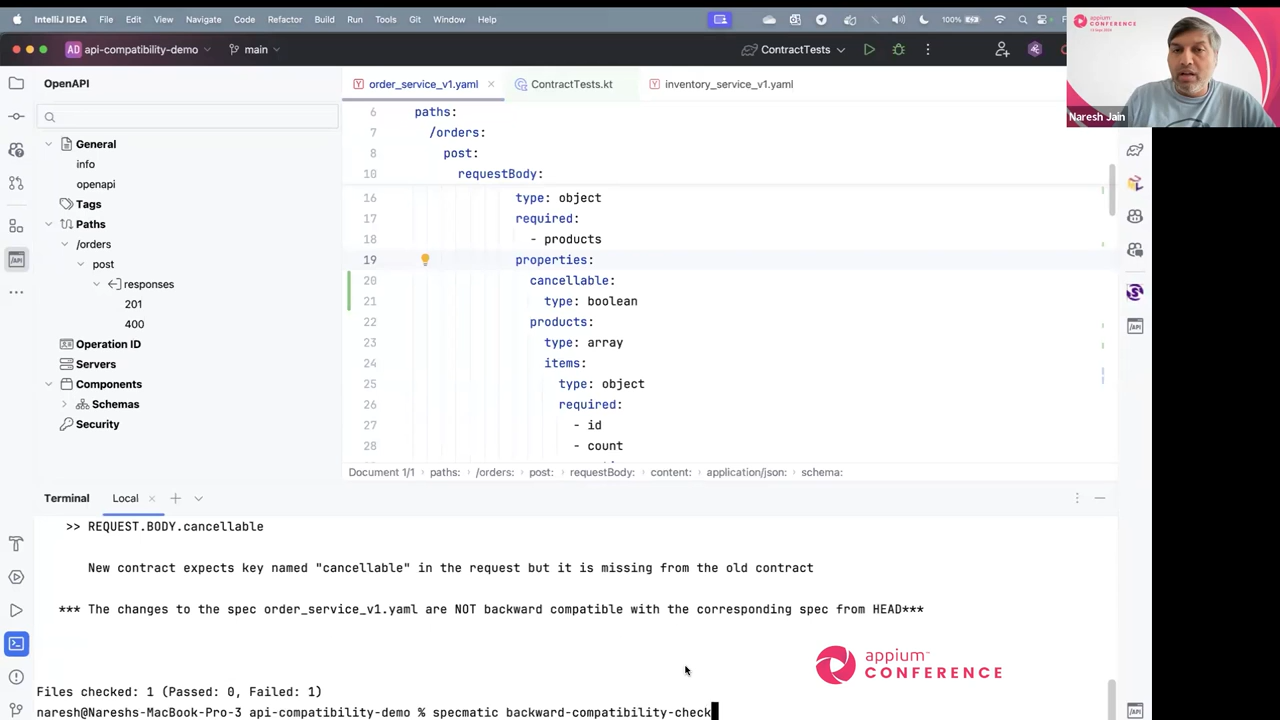 IntelliJ IDEA File Edit View Navigate Code Refactor Build Run Tools Git Window Help 100%
AD api-compatibility-demo main ContractTests
appium CONFERENCE
Naresh Jain
OpenAPI
order_service_v1.yaml ContractTests.kt inventory_service_v1.yaml
General
info
openapi
Tags
Paths
/orders
post
responses
201
400
Operation ID
Servers
Components
Schemas
Security
6 paths:
7 /orders:
8 post:
10 requestBody:
16 type: object
17 required:
18 - products
19 properties:
20 cancellable:
21 type: boolean
22 products:
23 type: array
24 items:
25 type: object
26 required:
27 - id
28 - count
Document 1/1 paths: /orders: post: requestBody: content: application/json: schema:
Terminal Local
>> REQUEST.BODY.cancellable
New contract expects key named "cancellable" in the request but it is missing from the old contract
*** The changes to the spec order_service_v1.yaml are NOT backward compatible with the corresponding spec from HEAD***
appium™
CONFERENCE
Files checked: 1 (Passed: 0, Failed: 1)
naresh@Nareshs-MacBook-Pro-3 api-compatibility-demo % specmatic backward-compatibility-check